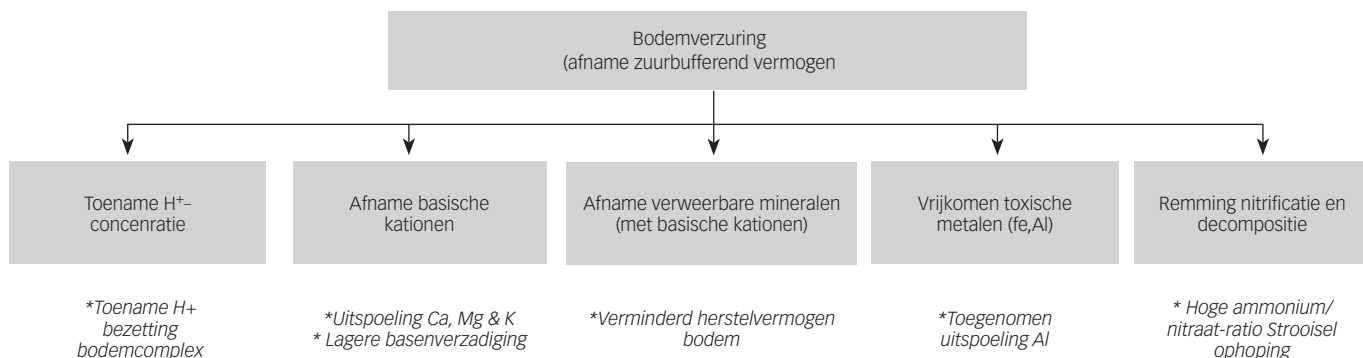 Bodemverzuring
(afname zuurbufferend vermogen
Toename H⁺–
concenratie
Afname basische
kationen
Afname verweerbare mineralen
(met basische kationen)
Vrijkomen toxische
metalen (fe,Al)
Remming nitrificatie en
decompositie
*Toename H+
bezetting
bodemcomplex
*Uitspoeling Ca, Mg & K
* Lagere basenverzadiging
*Verminderd herstelvermogen
bodem
*Toegenomen
uitspoeling Al
* Hoge ammonium/
nitraat-ratio Strooisel
ophoping